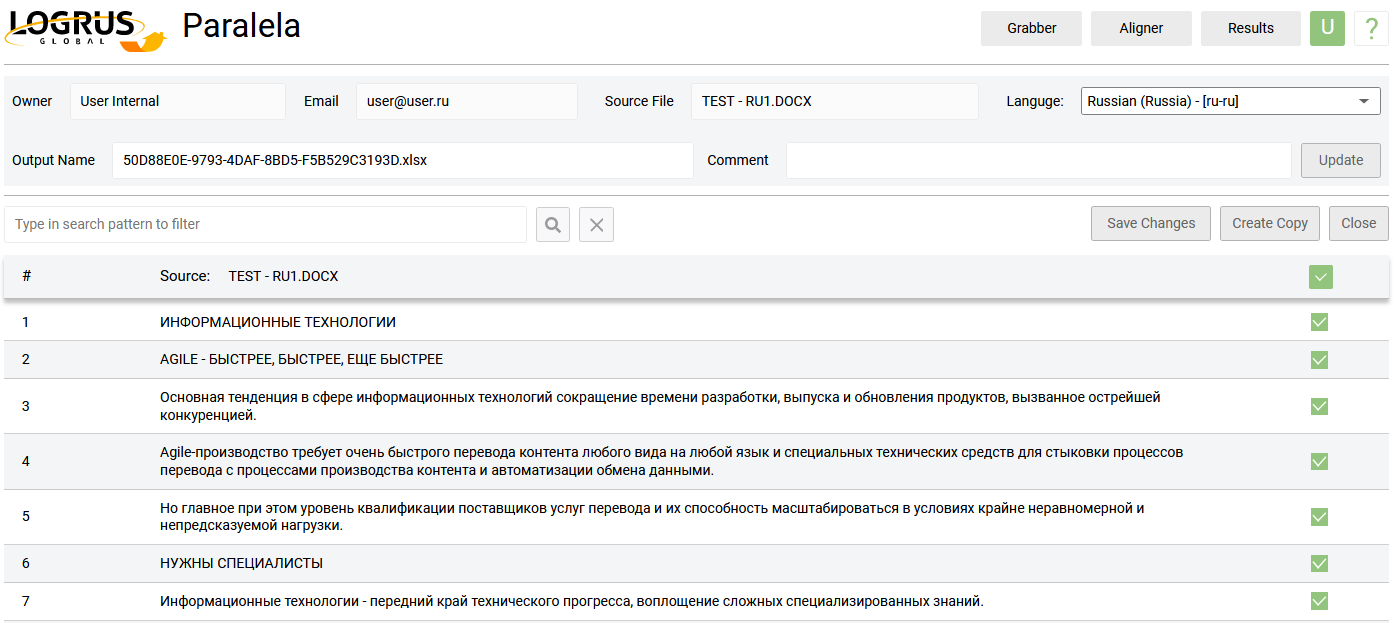 LOGRUS
GLOBAL
Paralela
Grabber
Aligner
Results
U
?
Owner
User Internal
Email
user@user.ru
Source File
TEST - RU1.DOCX
Languge:
Russian (Russia) - [ru-ru]
Output Name
50D88E0E-9793-4DAF-8BD5-F5B529C3193D.xlsx
Comment
Update
Type in search pattern to filter
Save Changes
Create Copy
Close
# Source: TEST - RU1.DOCX
1 ИНФОРМАЦИОННЫЕ ТЕХНОЛОГИИ
2 AGILE - БЫСТРЕЕ, БЫСТРЕЕ, ЕЩЕ БЫСТРЕЕ
3 Основная тенденция в сфере информационных технологий сокращение времени разработки, выпуска и обновления продуктов, вызванное острейшей
конкуренцией.
4 Agile-производство требует очень быстрого перевода контента любого вида на любой язык и специальных технических средств для стыковки процессов
перевода с процессами производства контента и автоматизации обмена данными.
5 Но главное при этом уровень квалификации поставщиков услуг перевода и их способность масштабироваться в условиях крайне неравномерной и
непредсказуемой нагрузки.
6 НУЖНЫ СПЕЦИАЛИСТЫ
7 Информационные технологии - передний край технического прогресса, воплощение сложных специализированных знаний.